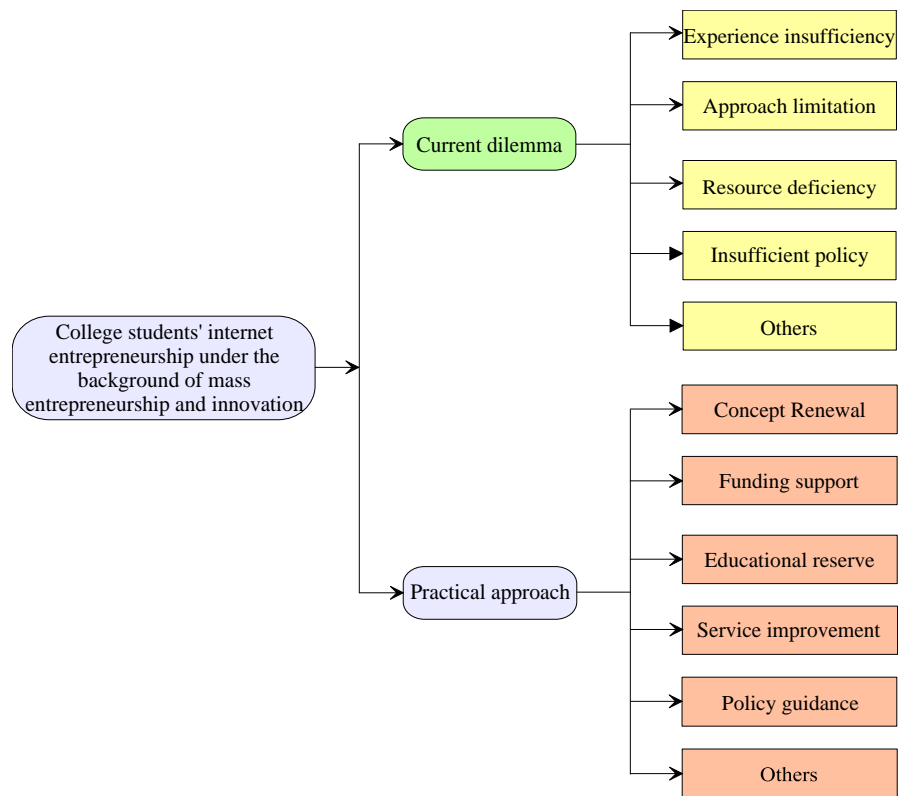 College students' internet
entrepreneurship under the
background of mass
entrepreneurship and innovation
Current dilemma
Experience insufficiency
Approach limitation
Resource deficiency
Insufficient policy
Others
Practical approach
Concept Renewal
Funding support
Educational reserve
Service improvement
Policy guidance
Others